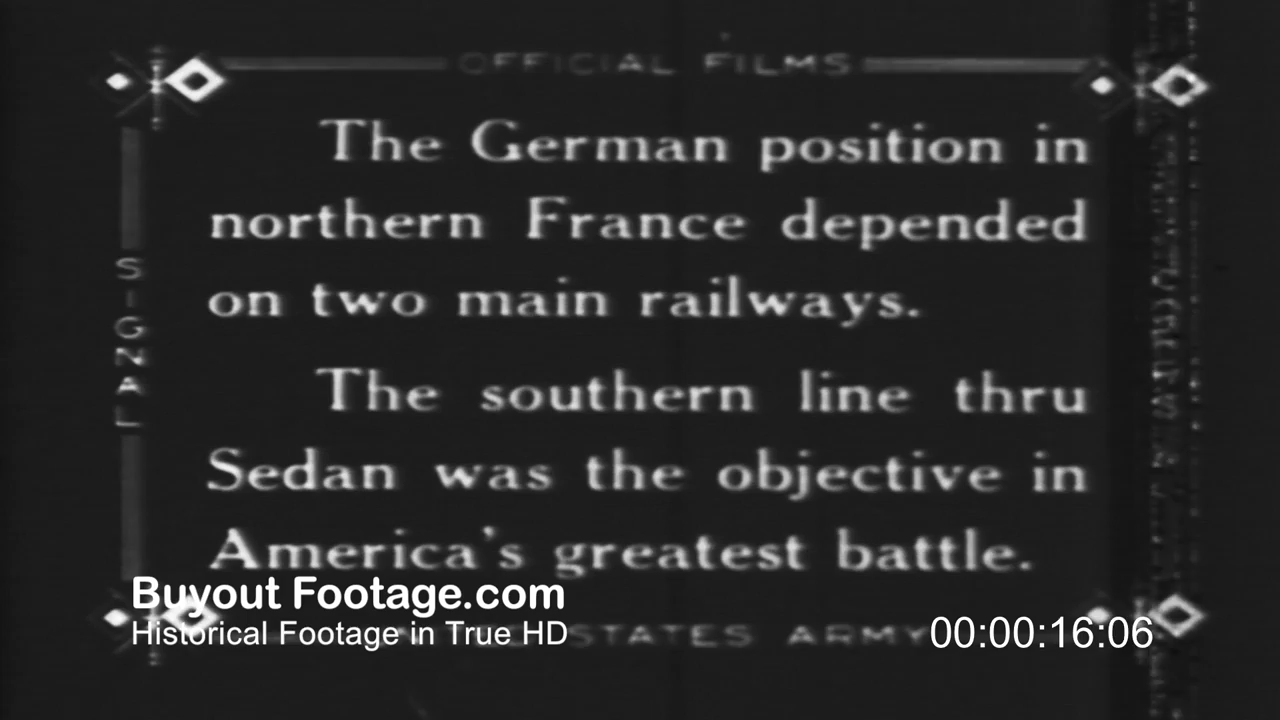 OFFICIAL FILMS
The German position in
northern France depended
on two main railways.
The southern line thru
Sedan was the objective in
America's greatest battle.
SIGNAL
Buyout Footage.com
Historical Footage in True HD
STATES ARMY
00:00:16:06